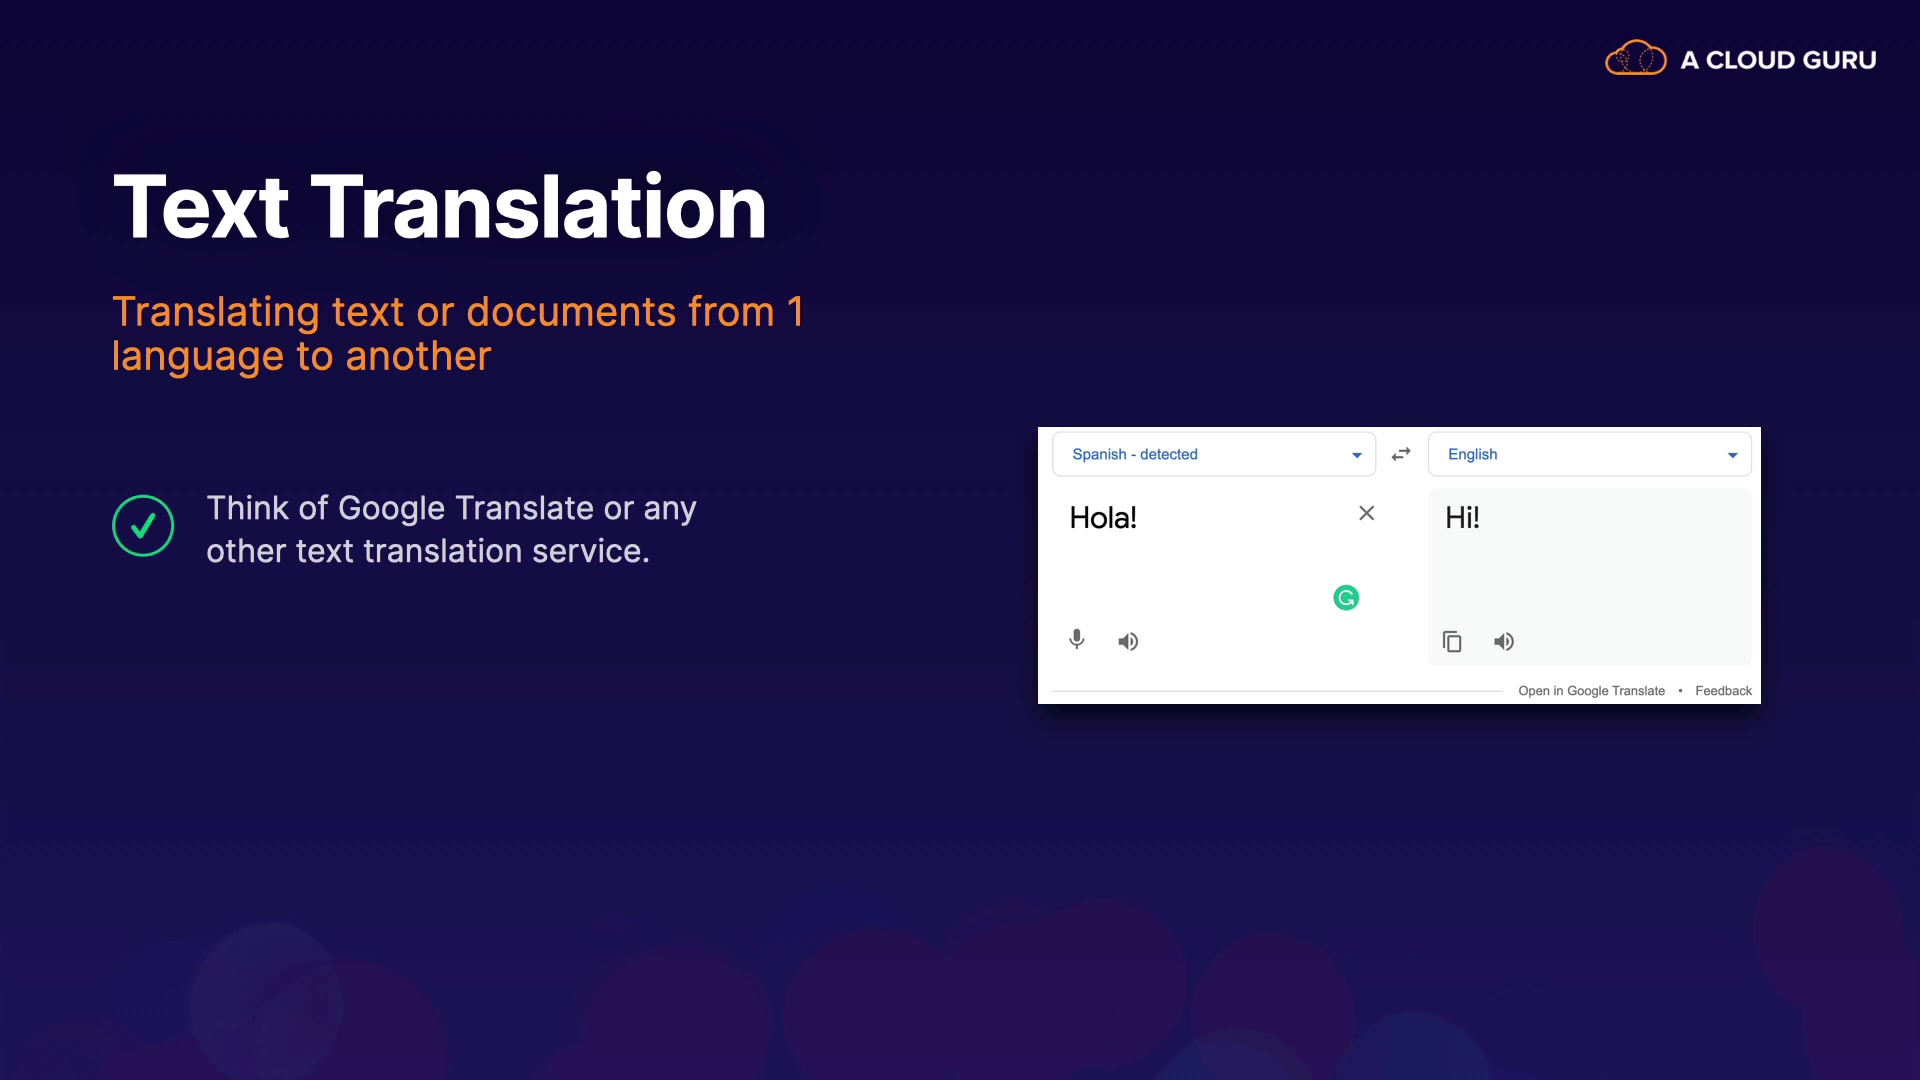 A CLOUD GURU
Text Translation
Translating text or documents from 1
language to another
Think of Google Translate or any
other text translation service.
Spanish - detected
English
Hola!
Hi!
Open in Google Translate • Feedback